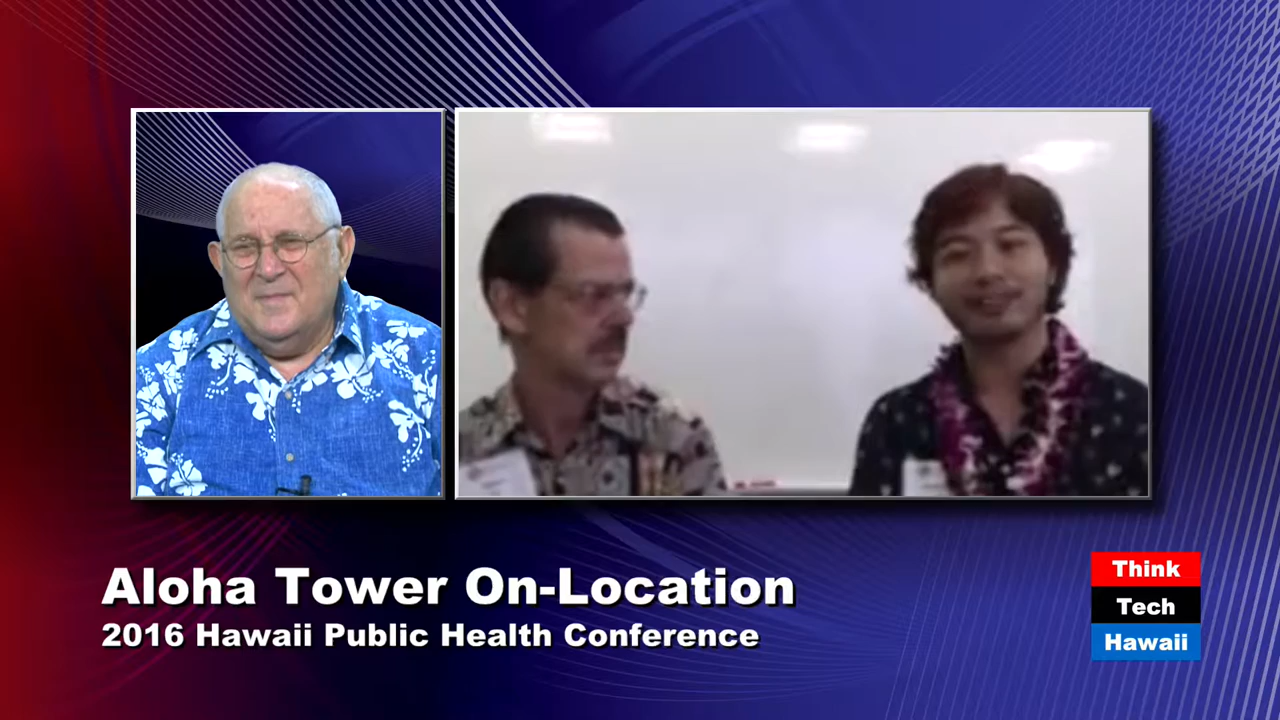 Aloha Tower On-Location
2016 Hawaii Public Health Conference
Think
Tech
Hawaii